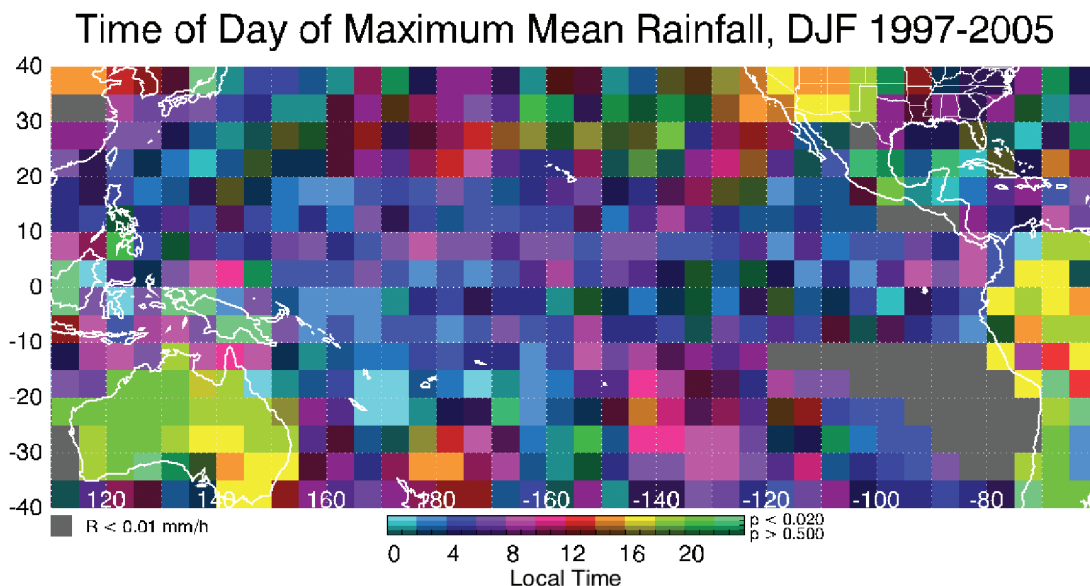 Time of Day of Maximum Mean Rainfall, DJF 1997-2005
40
30
20
10
0
-10
-20
-30
-40
120 140 160 180 -160 -140 -120 -100 -80
R < 0.01 mm/h
p < 0.020
p > 0.500
0 4 8 12 16 20
Local Time